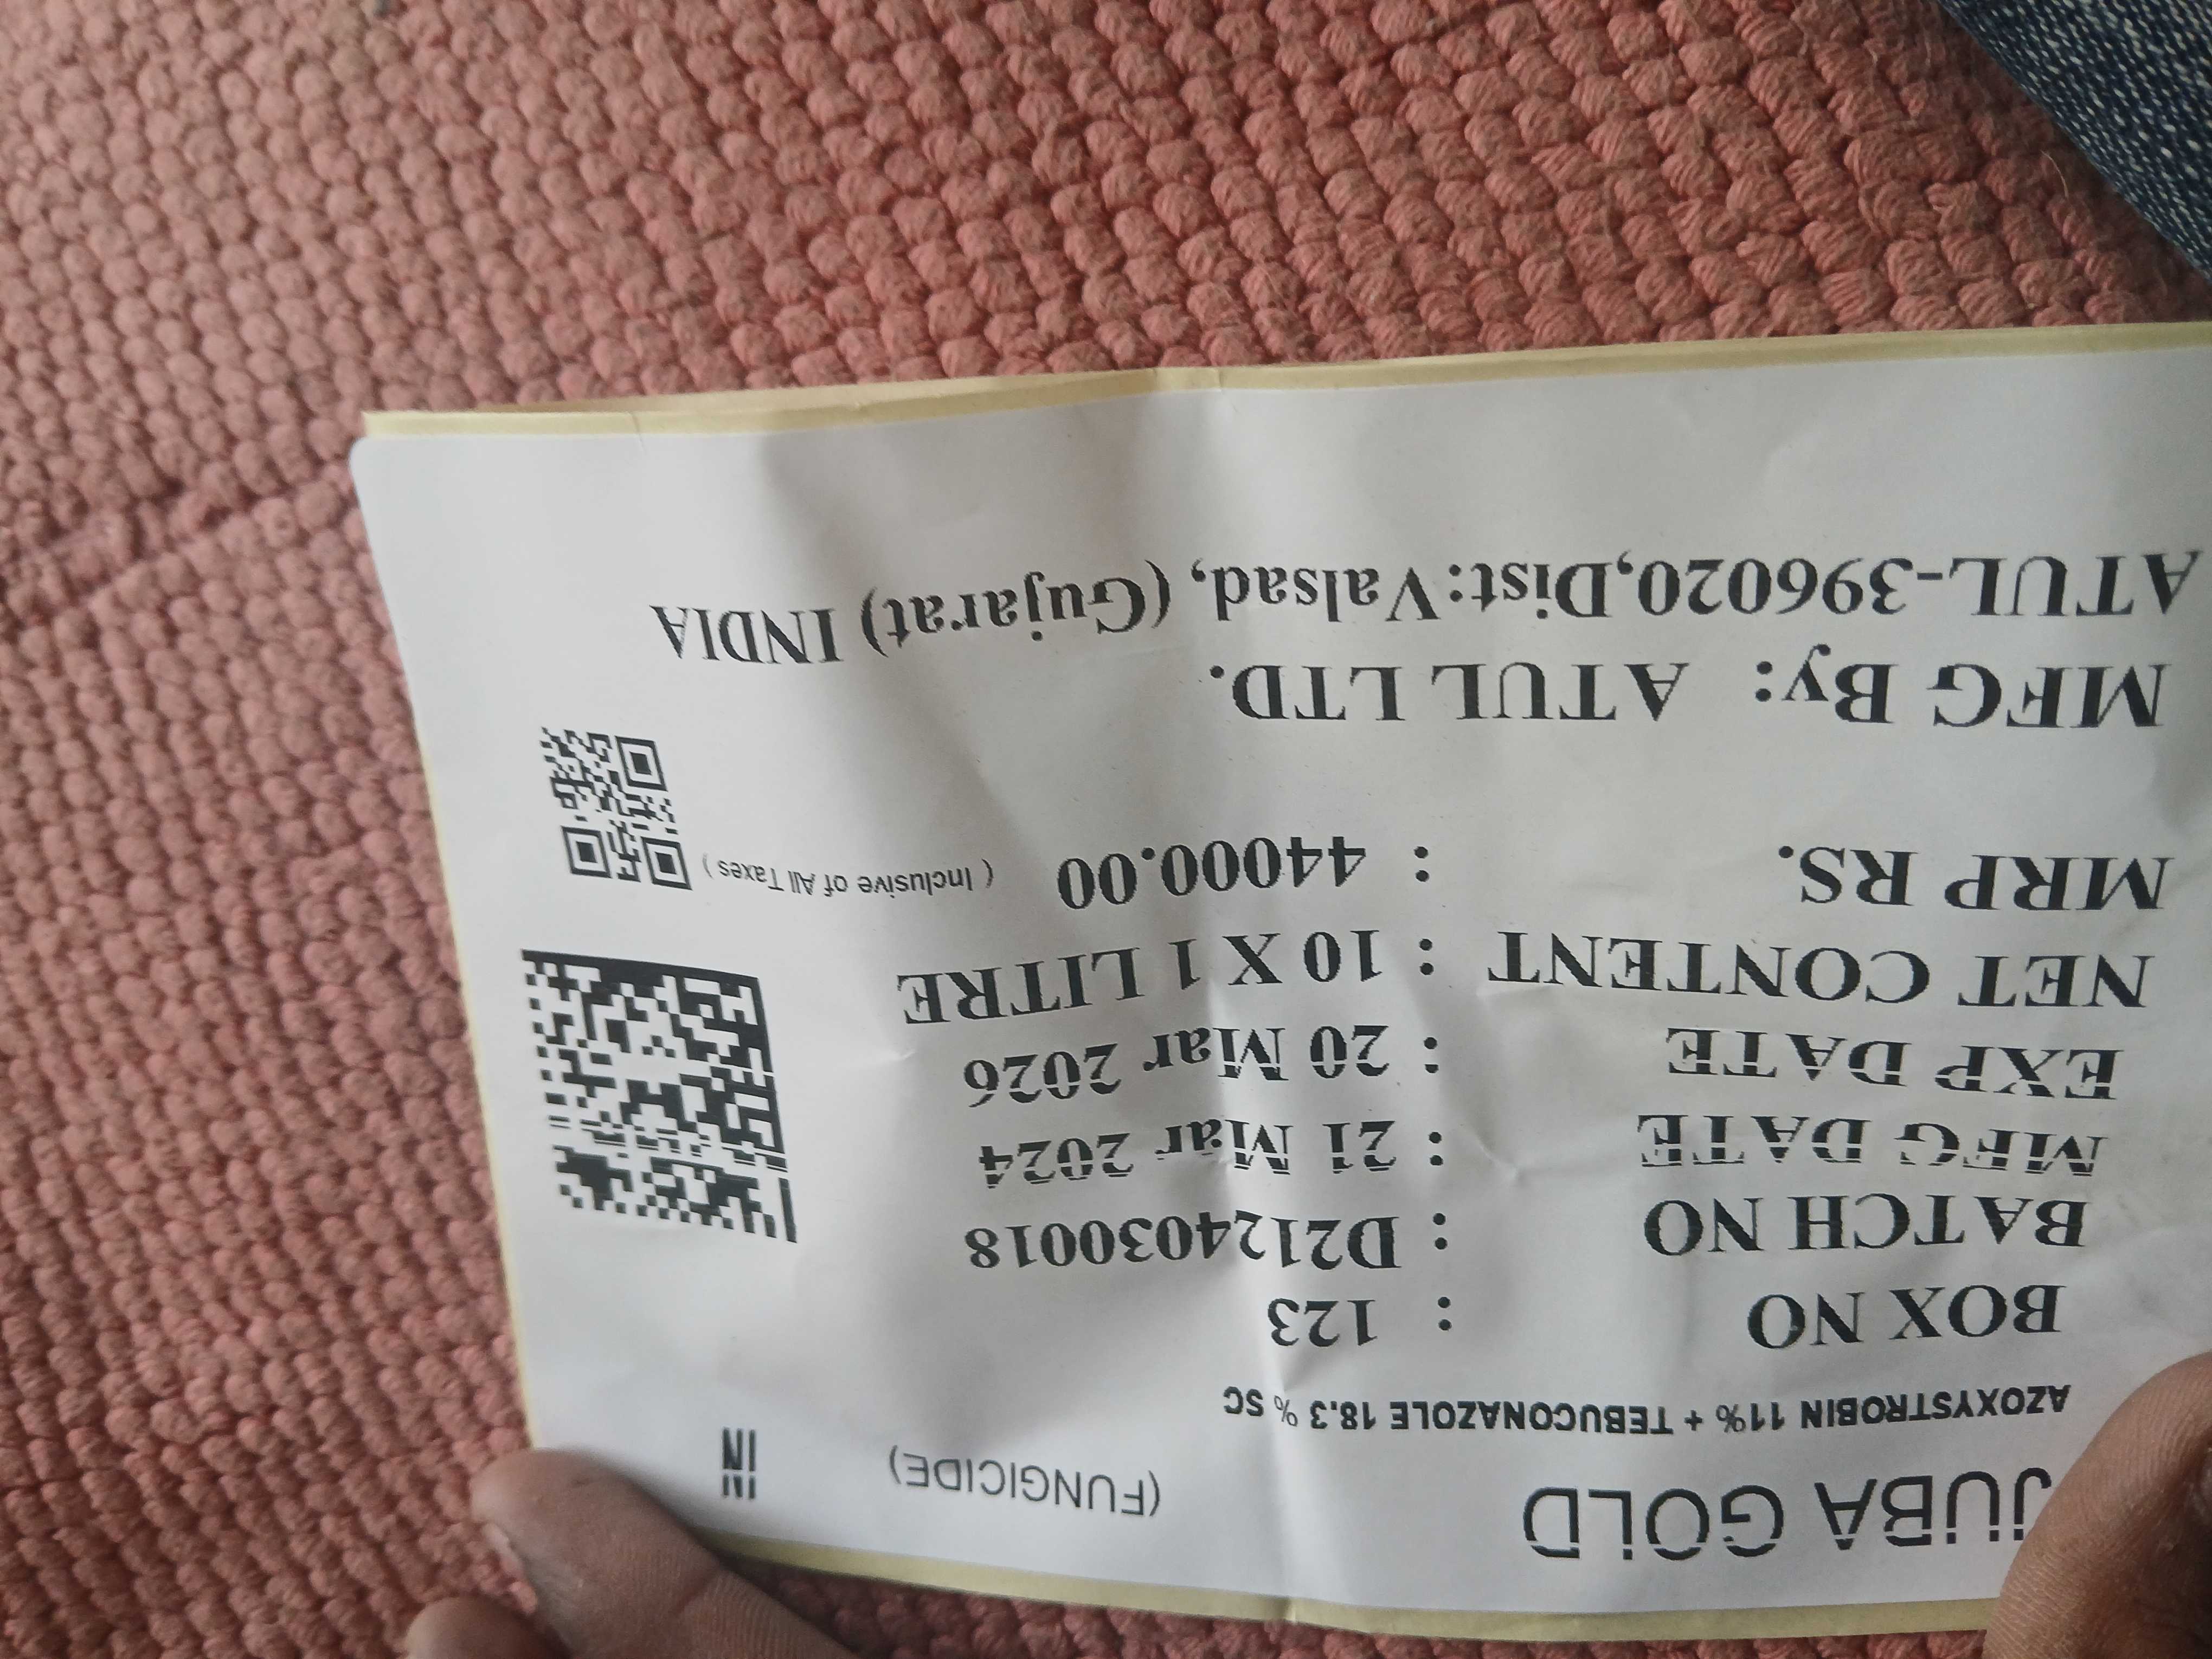 JUBA GOLD (FUNGICIDE) IN
AZOXYSTROBIN 11% + TEBUCONAZOLE 18.3 % SC
BOX NO : 123
BATCH NO : D2124030018
MFG DATE : 21 Mar 2024
EXP DATE : 20 Mar 2026
NET CONTENT : 10 X 1 LITRE
MRP RS. : 44000.00 ( Inclusive of All Taxes )
MFG By: ATUL LTD.
ATUL-396020,Dist:Valsad, (Gujarat) INDIA